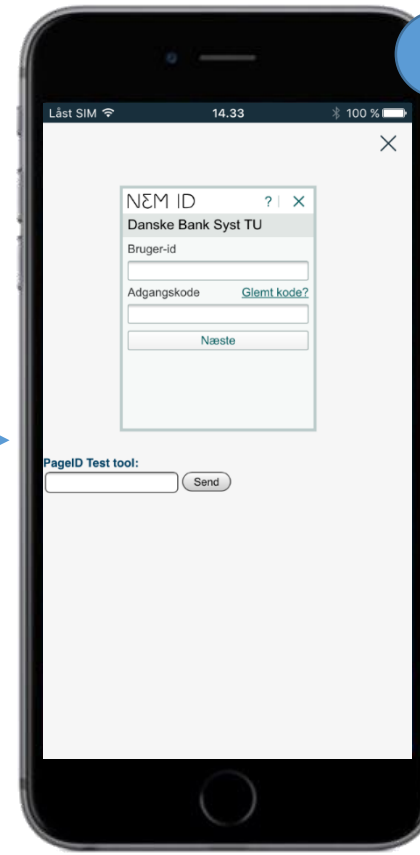 Låst SIM 14.33 100 %
NEM ID ?
Danske Bank Syst TU
Bruger-id
Adgangskode Glemt kode?
Næste
PageID Test tool:
Send